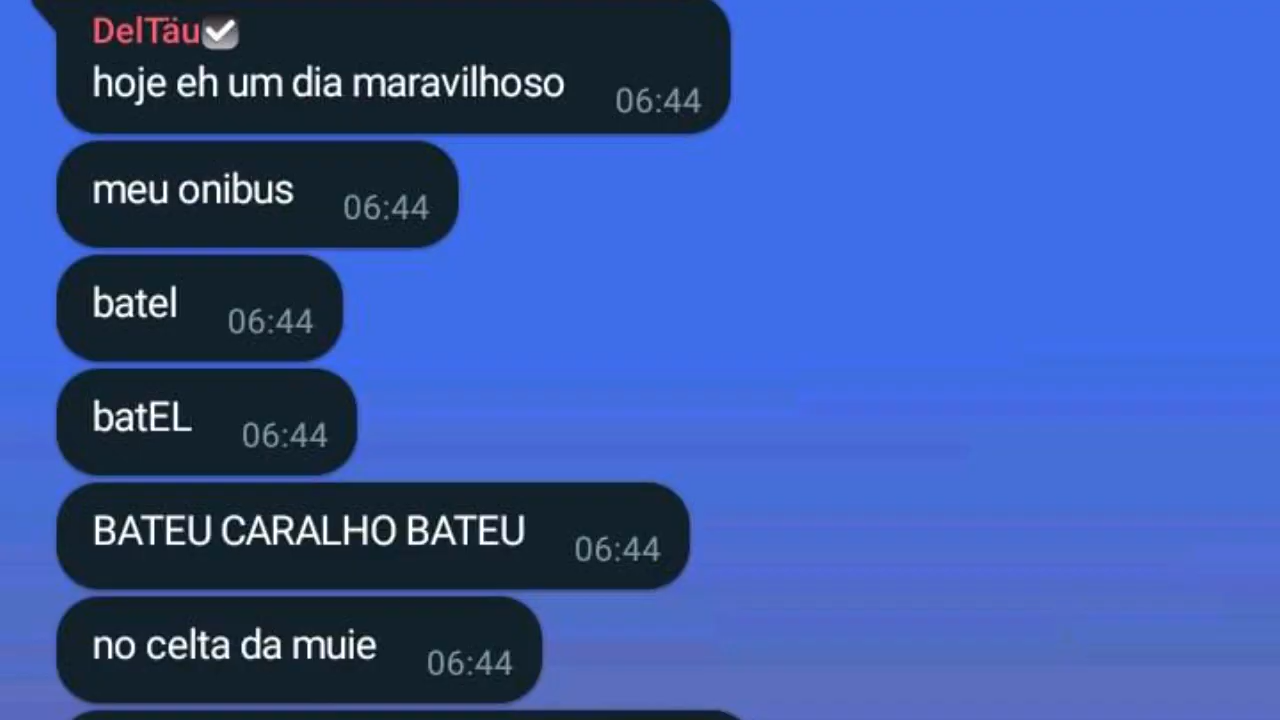 DelTäu✅
hoje eh um dia maravilhoso 06:44
meu onibus 06:44
batel 06:44
batEL 06:44
BATEU CARALHO BATEU 06:44
no celta da muie 06:44